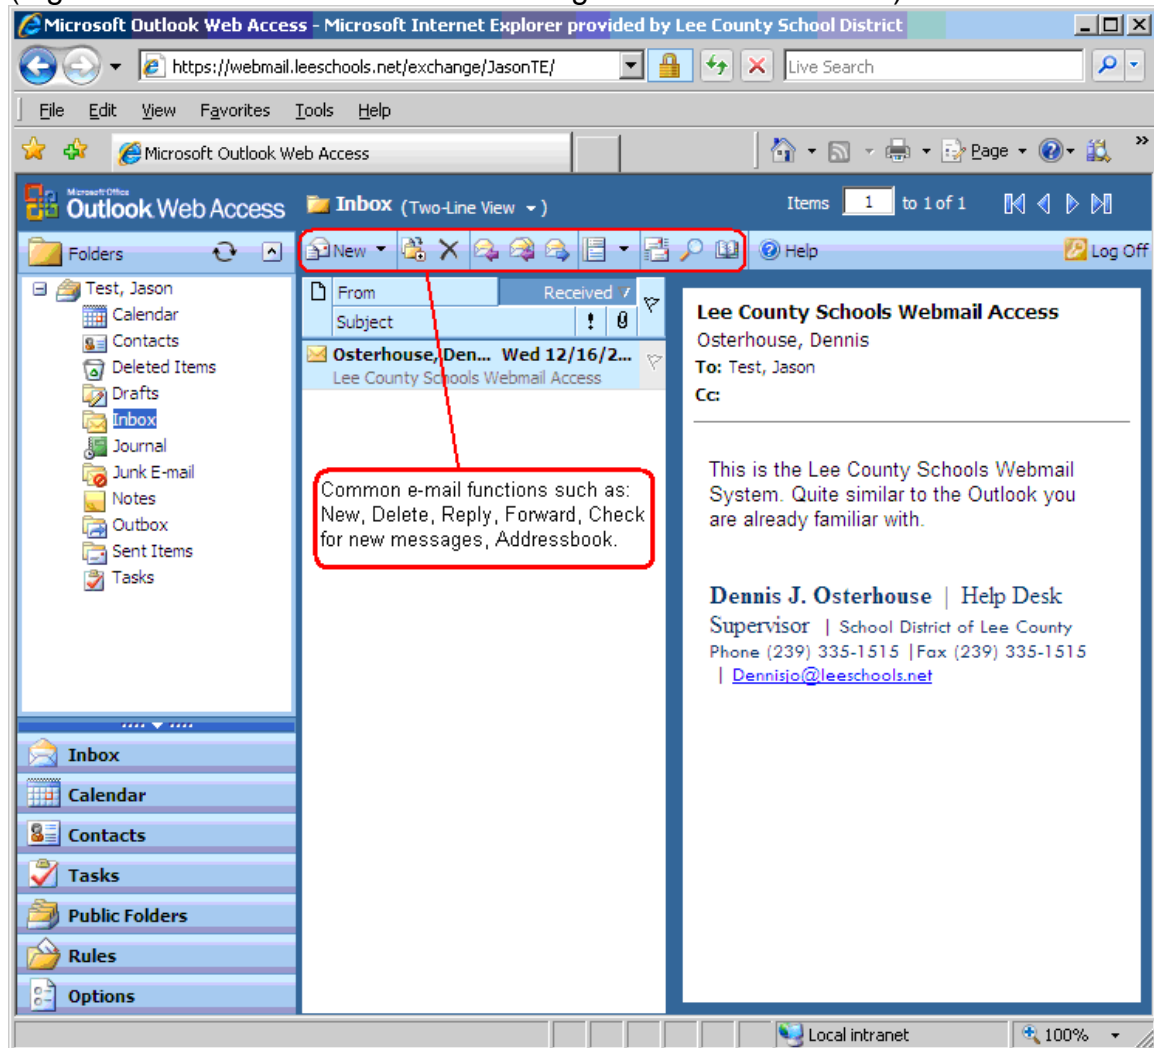 Microsoft Outlook Web Access - Microsoft Internet Explorer provided by Lee County School District
https://webmail.leeschools.net/exchange/JasonTE/
Live Search
File Edit View Favorites Tools Help
Microsoft Outlook Web Access
Page
»
Microsoft Office
Outlook Web Access
Inbox (Two-Line View)
Items 1 to 1 of 1
Folders
New
Help
Log Off
Test, Jason
Calendar
Contacts
Deleted Items
Drafts
Inbox
Journal
Junk E-mail
Notes
Outbox
Sent Items
Tasks
From Received
Subject
Osterhouse, Den... Wed 12/16/2...
Lee County Schools Webmail Access
Common e-mail functions such as:
New, Delete, Reply, Forward, Check
for new messages, Addressbook.
Lee County Schools Webmail Access
Osterhouse, Dennis
To: Test, Jason
Cc:
This is the Lee County Schools Webmail
System. Quite similar to the Outlook you
are already familiar with.
Dennis J. Osterhouse | Help Desk
Supervisor | School District of Lee County
Phone (239) 335-1515 |Fax (239) 335-1515
| Dennisjo@leeschools.net
Inbox
Calendar
Contacts
Tasks
Public Folders
Rules
Options
Local intranet
100%